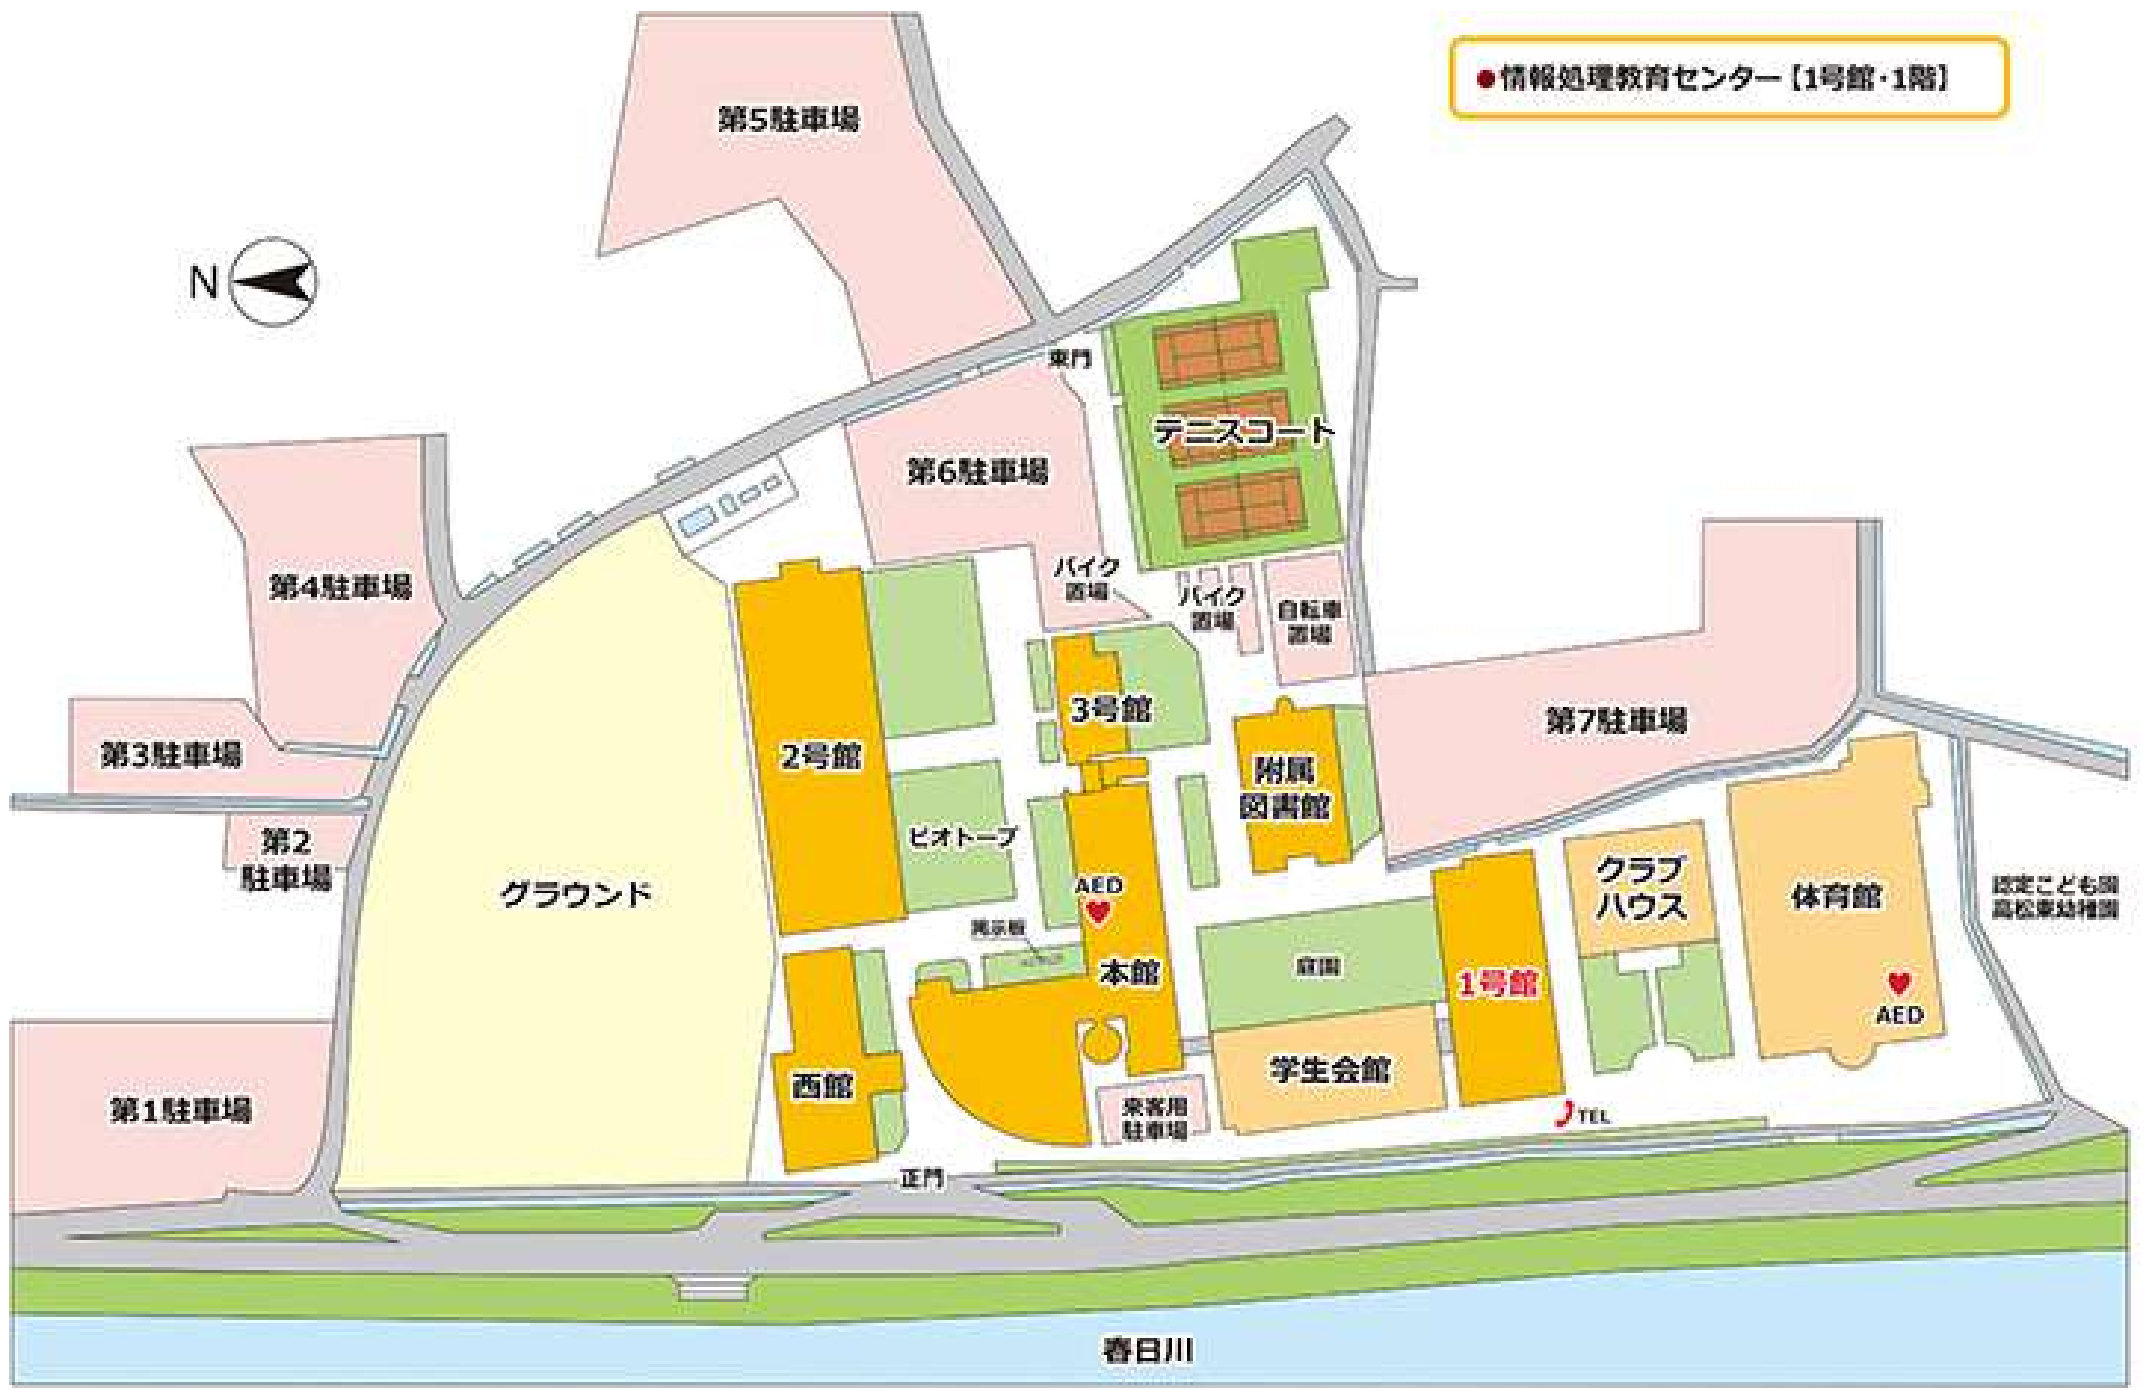 ●情報処理教育センター【1号館・1階】
第5駐車場
N
東門
テニスコート
第6駐車場
第4駐車場
バイク
置場
バイク
置場
自転車
置場
3号館
第7駐車場
第3駐車場
2号館
附属
図書館
第2
駐車場
ビオトープ
グラウンド
AED
クラブ
ハウス
体育館
認定こども園
高松東幼稚園
掲示板
本館
庭園
1号館
AED
西館
学生会館
第1駐車場
来客用
駐車場
TEL
正門
春日川